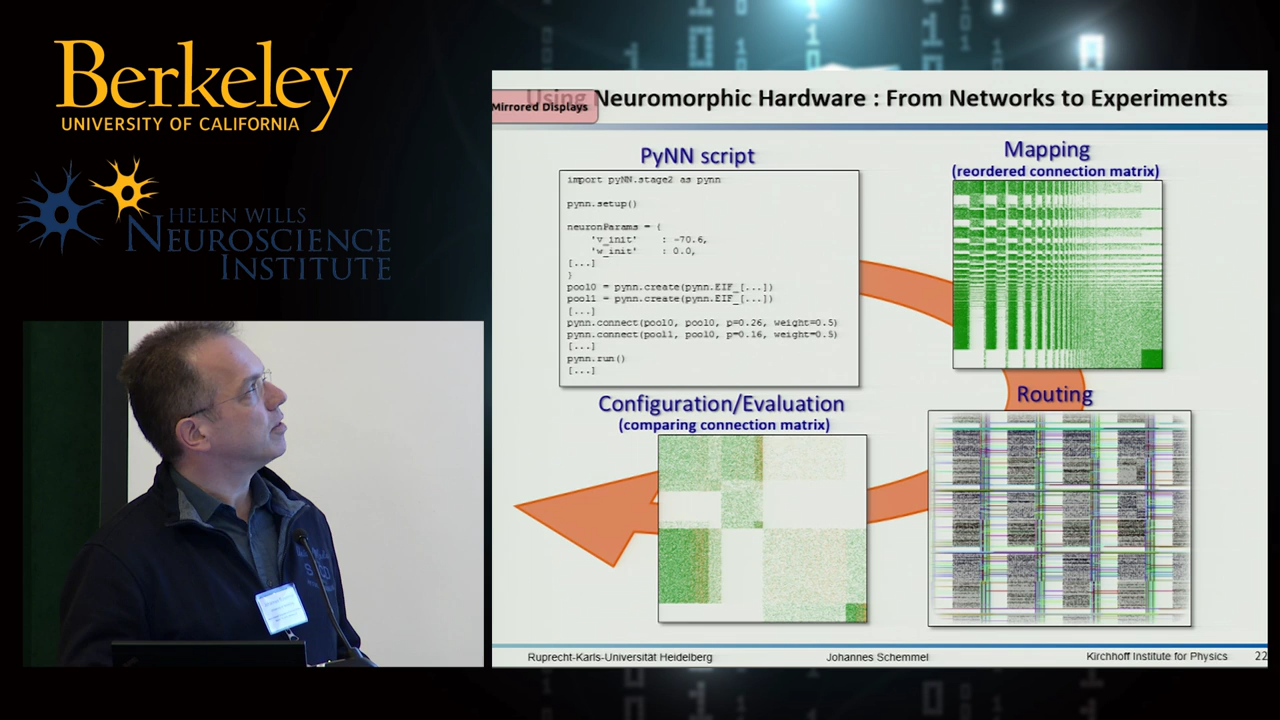 Berkeley
UNIVERSITY OF CALIFORNIA
HELEN WILLS
NEUROSCIENCE
INSTITUTE
Mirrored Displays
Using Neuromorphic Hardware : From Networks to Experiments
PyNN script
import pyNN.stage2 as pynn
pynn.setup()
neuronParams = {
'v_init' : -70.6,
'w_init' : 0.0,
[...]
}
pool0 = pynn.create(pynn.EIF_[...])
pool1 = pynn.create(pynn.EIF_[...])
[...]
pynn.connect(pool0, pool0, p=0.26, weight=0.5)
pynn.connect(pool1, pool0, p=0.16, weight=0.5)
[...]
pynn.run()
[...]
Mapping
(reordered connection matrix)
Routing
Configuration/Evaluation
(comparing connection matrix)
Ruprecht-Karls-Universität Heidelberg
Johannes Schemmel
Kirchhoff Institute for Physics
22